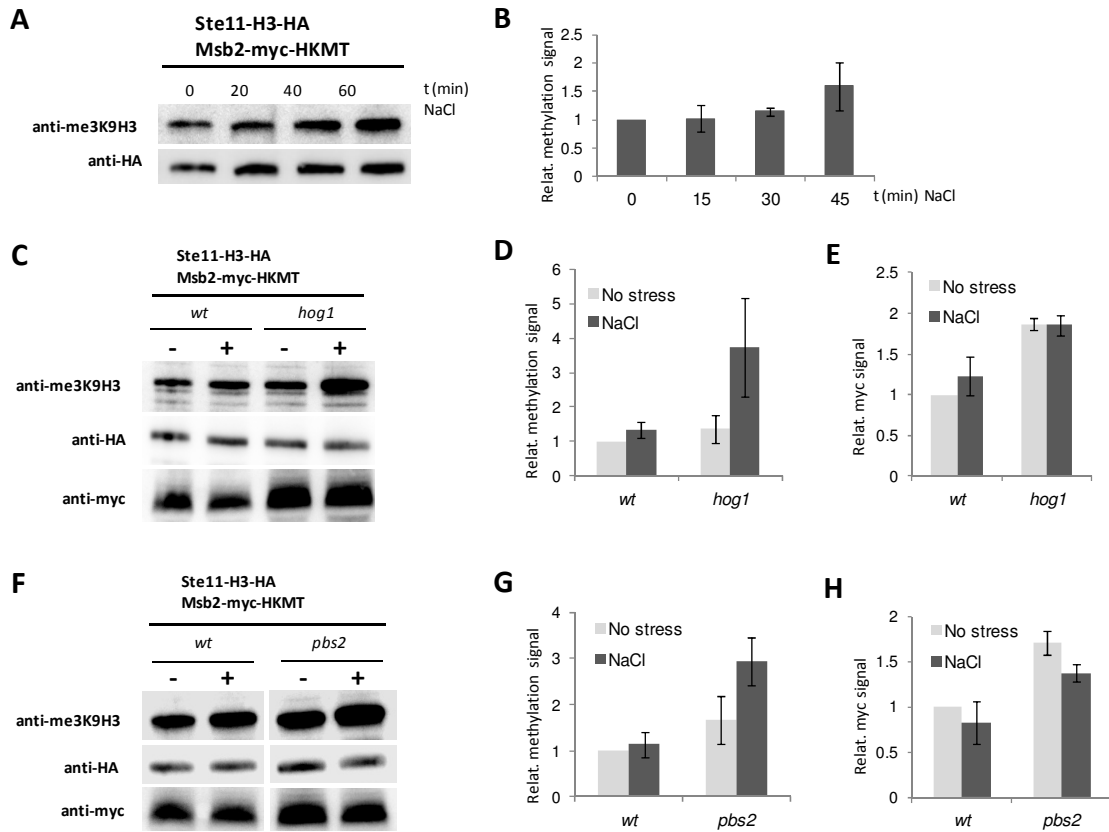 A
Ste11-H3-HA
Msb2-myc-HKMT
0 20 40 60 t (min)
NaCl
anti-me3K9H3
anti-HA
B
Relat. methylation signal
2.5
2
1.5
1
0.5
0
0 15 30 45 t (min) NaCl
C
Ste11-H3-HA
Msb2-myc-HKMT
wt hog1
- + - +
anti-me3K9H3
anti-HA
anti-myc
D
Relat. methylation signal
6
5
4
3
2
1
0
No stress
NaCl
wt hog1
E
Relat. myc signal
2.5
2
1.5
1
0.5
0
No stress
NaCl
wt hog1
F
Ste11-H3-HA
Msb2-myc-HKMT
wt pbs2
- + - +
anti-me3K9H3
anti-HA
anti-myc
G
Relat. methylation signal
4
3
2
1
0
No stress
NaCl
wt pbs2
H
Relat. myc signal
2
1.5
1
0.5
0
No stress
NaCl
wt pbs2